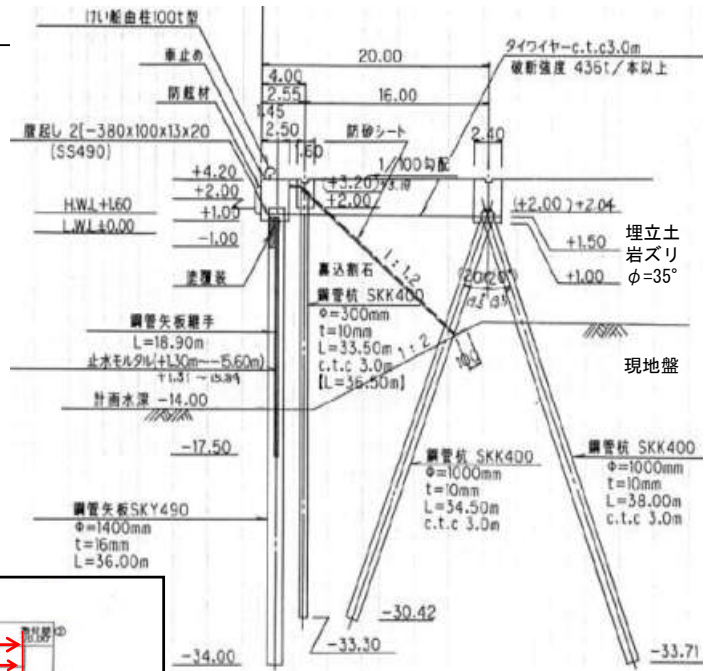 けい船曲柱100t型
車止め
防舷材
腹起し 2[-380x100x13x20
(SS490)
20.00
4.00
2.55
16.00
1.45
2.50
.60
2.40
タイワイヤーc.t.c3.0m
破断強度 436t/本以上
防砂シート
1/100勾配
+4.20
+2.00
+1.00
-1.00
H.W.L+1.60
L.W.L±0.00
(+3.20)
+2.00
(+2.00)+2.04
+1.50
+1.00
埋立土
岩ズリ
φ=35°
現地盤
塗覆装
裏込割石
1:1.2
1:2
鋼管杭 SKK400
Φ=300mm
t=10mm
L=33.50m
c.t.c 3.0m
[L=36.50m]
鋼管矢板継手
L=18.90m
止水モルタル(+1.30m〜-15.60m)
計画水深 -14.00
-17.50
鋼管矢板SKY490
Φ=1400mm
t=16mm
L=36.00m
鋼管杭 SKK400
Φ=1000mm
t=10mm
L=34.50m
c.t.c 3.0m
鋼管杭 SKK400
Φ=1000mm
t=10mm
L=38.00m
c.t.c 3.0m
-30.42
-33.30
-33.71
-34.00